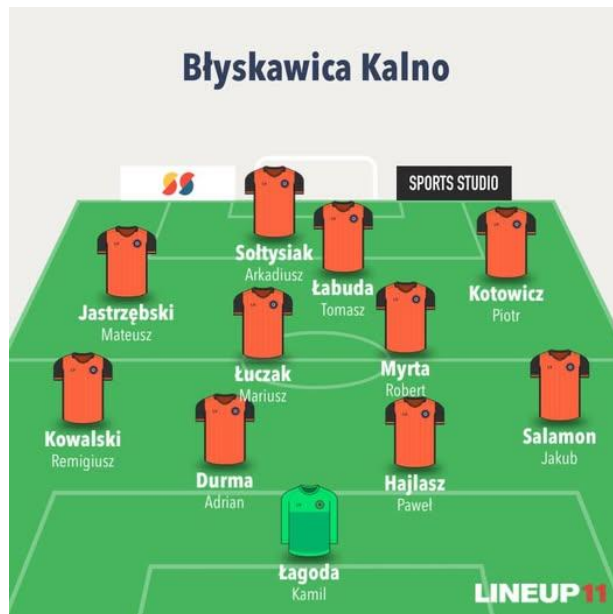 Błyskawica Kalno
SPORTS STUDIO
Sołtysiak
Arkadiusz
Łabuda
Tomasz
Kotowicz
Piotr
Jastrzębski
Mateusz
Łuczak
Mariusz
Myrta
Robert
Kowalski
Remigiusz
Durma
Adrian
Hajlasz
Paweł
Salamon
Jakub
Łagoda
Kamil
LINEUP11